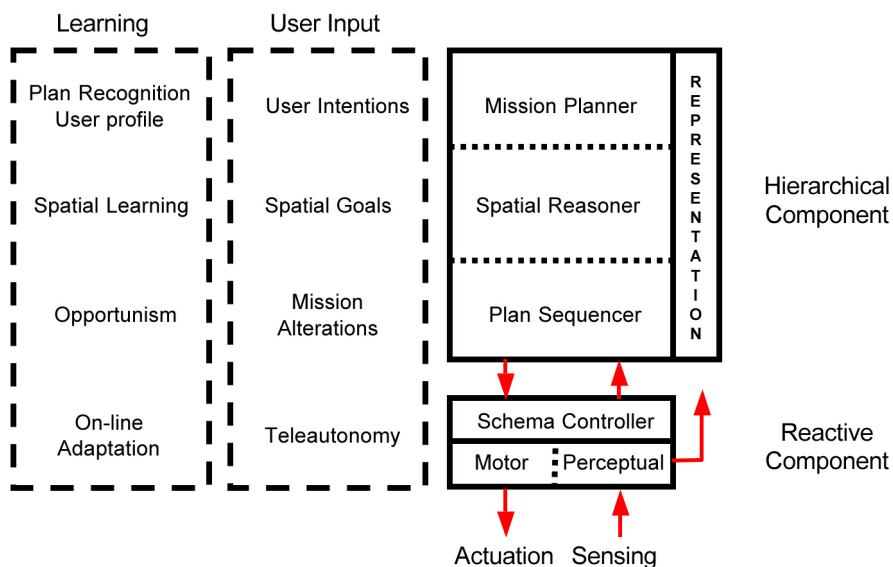 Learning
User Input
Plan Recognition
User profile
Spatial Learning
Opportunism
On-line
Adaptation
User Intentions
Spatial Goals
Mission
Alterations
Teleautonomy
Mission Planner
Spatial Reasoner
Plan Sequencer
REPRESENTATION
Schema Controller
Motor
Perceptual
Actuation
Sensing
Hierarchical
Component
Reactive
Component